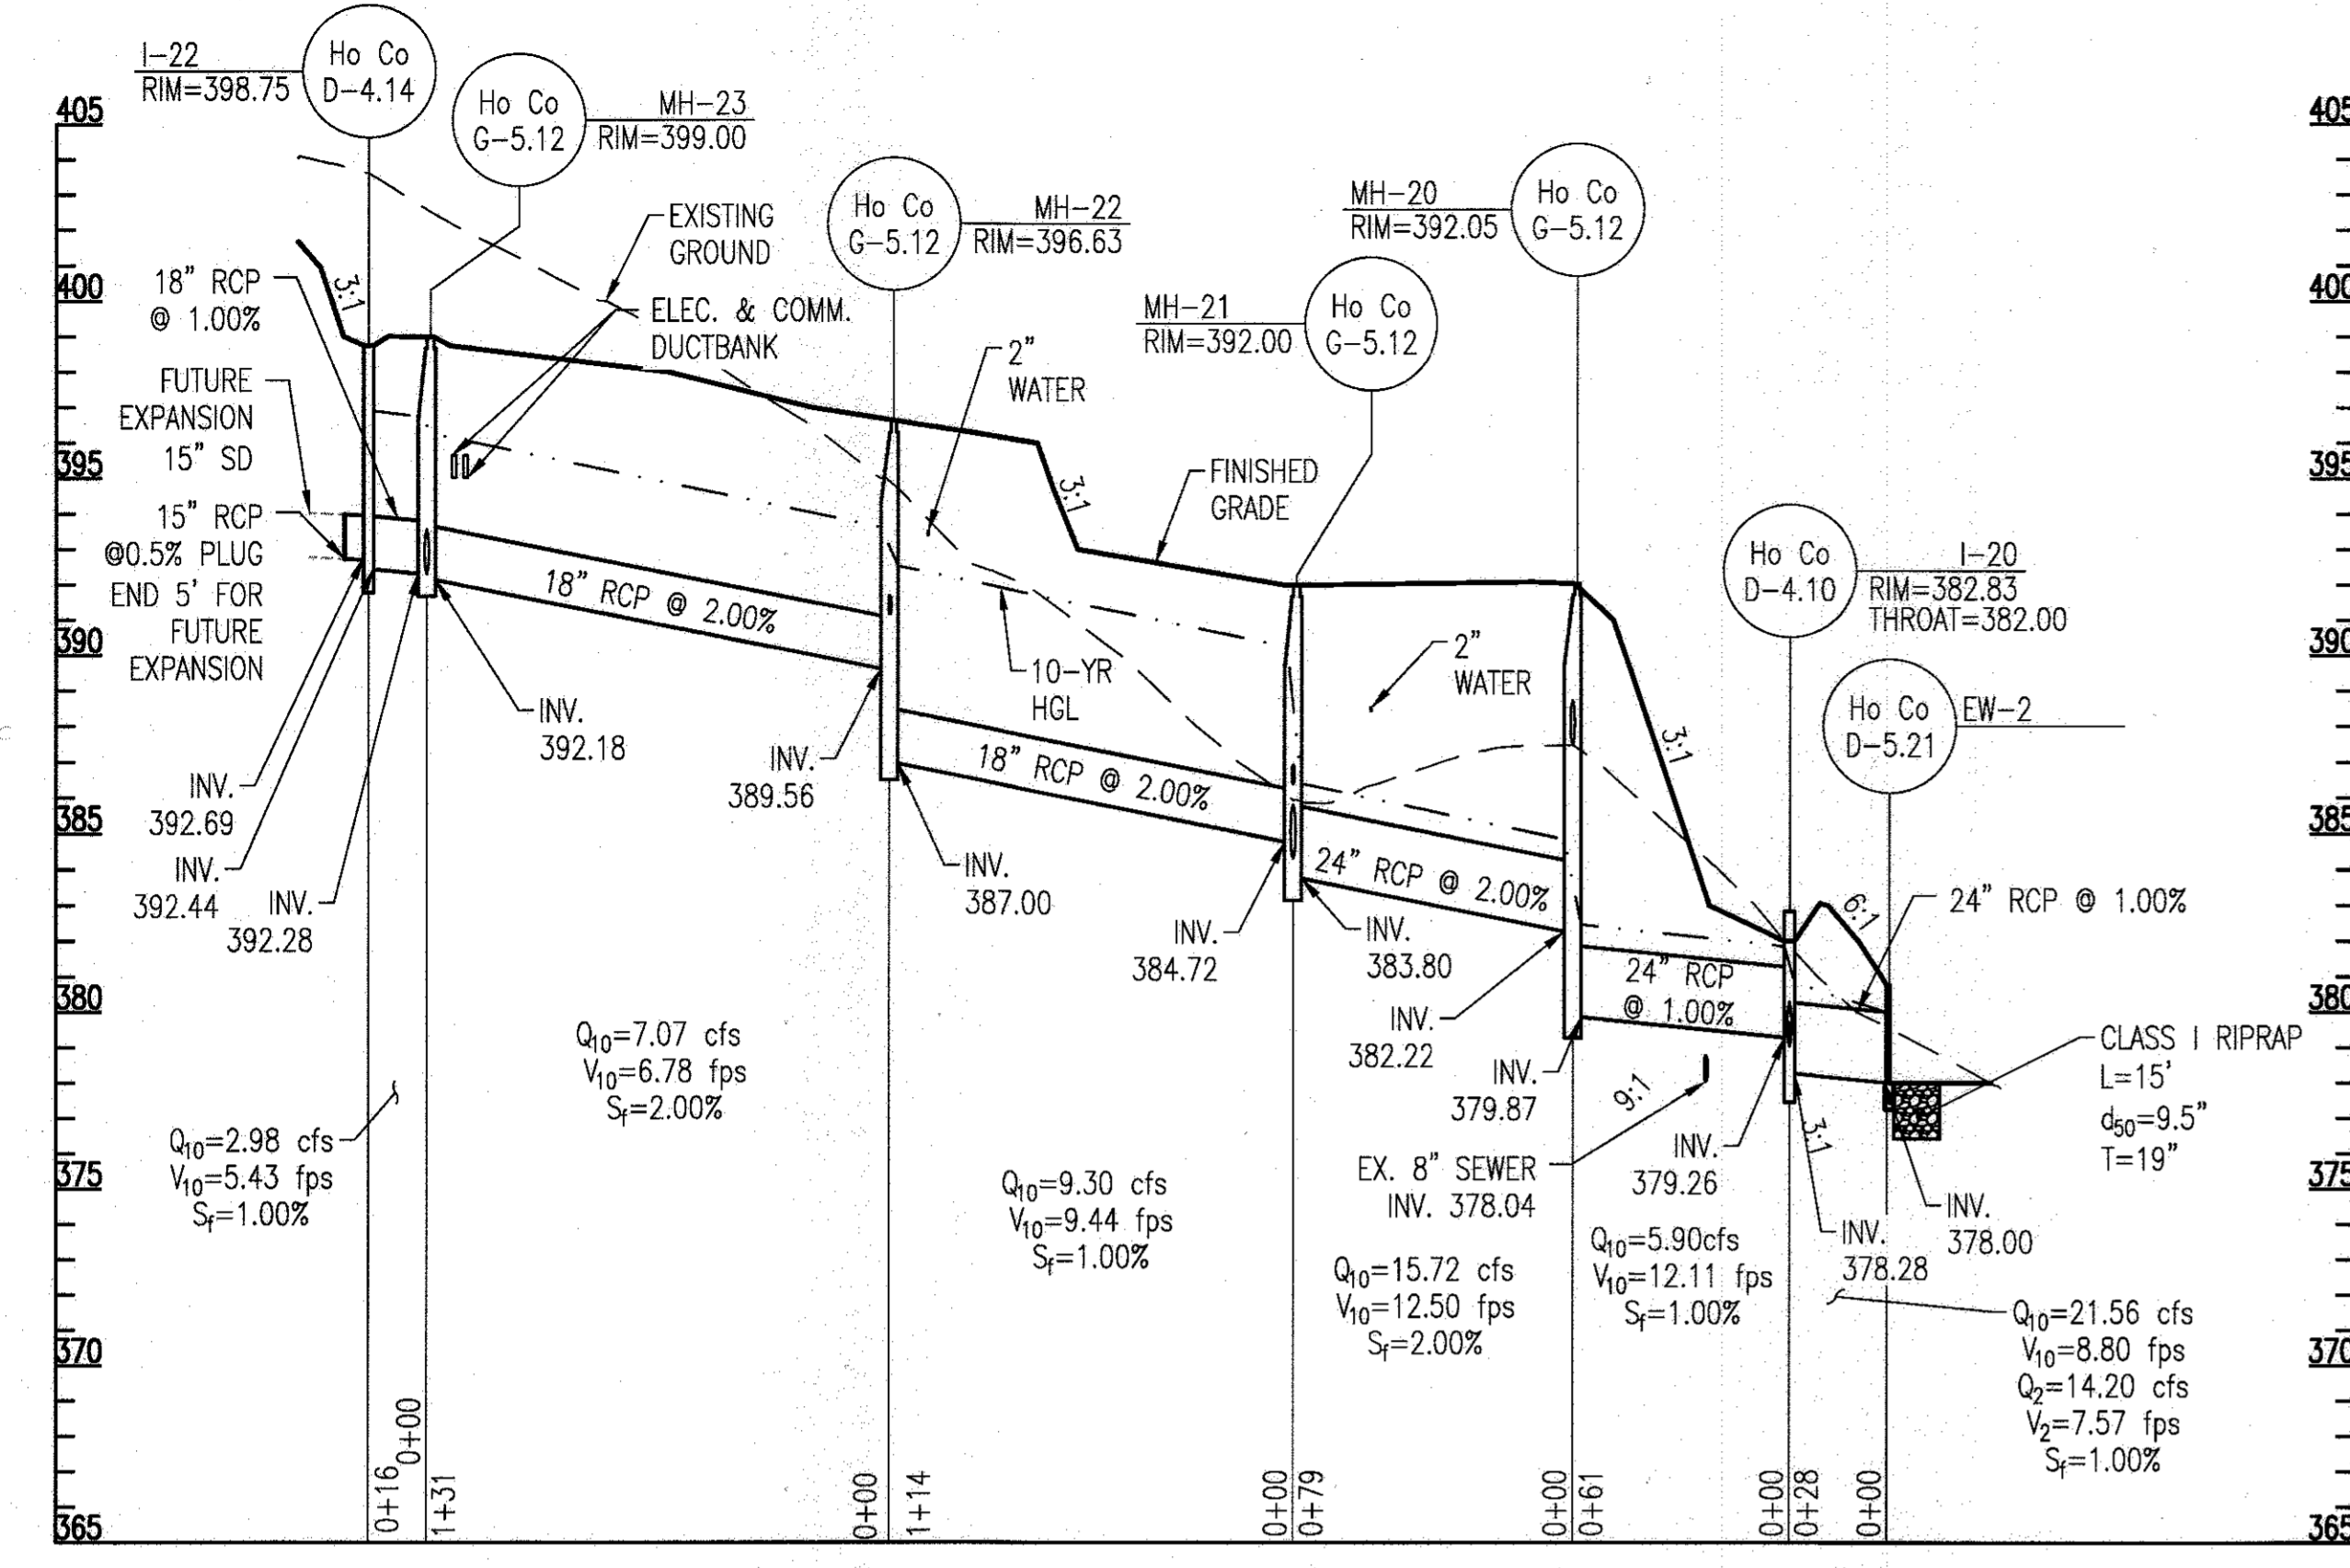 I-22
RIM=398.75
Ho Co
D-4.14
Ho Co
G-5.12
MH-23
RIM=399.00
Ho Co
G-5.12
MH-22
RIM=396.63
MH-21
RIM=392.00
Ho Co
G-5.12
MH-20
RIM=392.05
Ho Co
G-5.12
Ho Co
D-4.10
I-20
RIM=382.83
THROAT=382.00
Ho Co
D-5.21
EW-2
405
400
395
390
385
380
375
370
365
405
400
395
390
385
380
375
370
365
18" RCP
@ 1.00%
FUTURE
EXPANSION
15" SD
15" RCP
@0.5% PLUG
END 5' FOR
FUTURE
EXPANSION
3:1
EXISTING
GROUND
ELEC. & COMM.
DUCTBANK
2"
WATER
3:1
FINISHED
GRADE
18" RCP @ 2.00%
10-YR
HGL
18" RCP @ 2.00%
2"
WATER
24" RCP @ 2.00%
3:1
24" RCP
@ 1.00%
6:1
24" RCP @ 1.00%
9:1
3:1
INV.
392.69
INV.
392.44
INV.
392.28
INV.
392.18
INV.
389.56
INV.
387.00
INV.
384.72
INV.
383.80
INV.
382.22
INV.
379.87
EX. 8" SEWER
INV. 378.04
INV.
379.26
INV.
378.28
INV.
378.00
CLASS I RIPRAP
L=15'
d50=9.5"
T=19"
Q10=2.98 cfs
V10=5.43 fps
Sf=1.00%
Q10=7.07 cfs
V10=6.78 fps
Sf=2.00%
Q10=9.30 cfs
V10=9.44 fps
Sf=1.00%
Q10=15.72 cfs
V10=12.50 fps
Sf=2.00%
Q10=5.90cfs
V10=12.11 fps
Sf=1.00%
Q10=21.56 cfs
V10=8.80 fps
Q2=14.20 cfs
V2=7.57 fps
Sf=1.00%
0+16
0+00
1+31
0+00
1+14
0+00
0+79
0+00
0+61
0+00
0+28
0+00